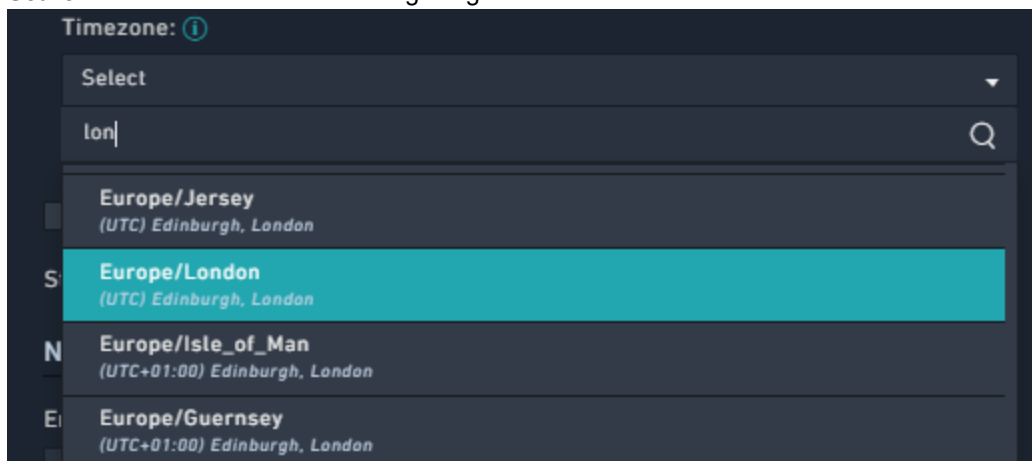 Timezone:
Select
lon
Europe/Jersey
(UTC) Edinburgh, London
Europe/London
(UTC) Edinburgh, London
Europe/Isle_of_Man
(UTC+01:00) Edinburgh, London
Europe/Guernsey
(UTC+01:00) Edinburgh, London